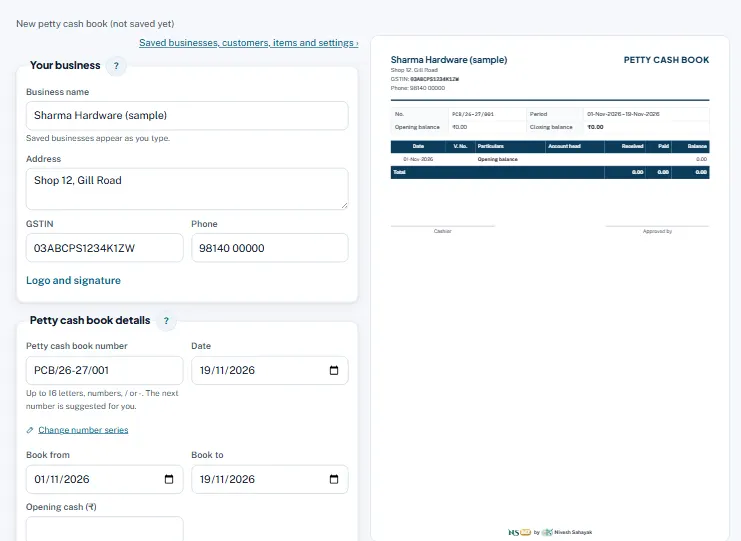 New petty cash book (not saved yet)
Saved businesses, customers, items and settings ›
Your business ?
Business name
Sharma Hardware (sample)
Saved businesses appear as you type.
Address
Shop 12, Gill Road
GSTIN Phone
03ABCPS1234K1ZW 98140 00000
Logo and signature
Petty cash book details ?
Petty cash book number Date
PCB/26-27/001 19/11/2026
Up to 16 letters, numbers, / or -. The next
number is suggested for you.
Change number series
Book from Book to
01/11/2026 19/11/2026
Opening cash (₹)
Sharma Hardware (sample) PETTY CASH BOOK
Shop 12, Gill Road
GSTIN: 03ABCPS1234K1ZW
Phone: 98140 00000
No. PCB/26-27/001 Period 01-Nov-2026–19-Nov-2026
Opening balance ₹0.00 Closing balance ₹0.00
Date V. No. Particulars Account head Received Paid Balance
01-Nov-2026 Opening balance 0.00
Total 0.00 0.00 0.00
Cashier Approved by
by Nivesh Sahayak